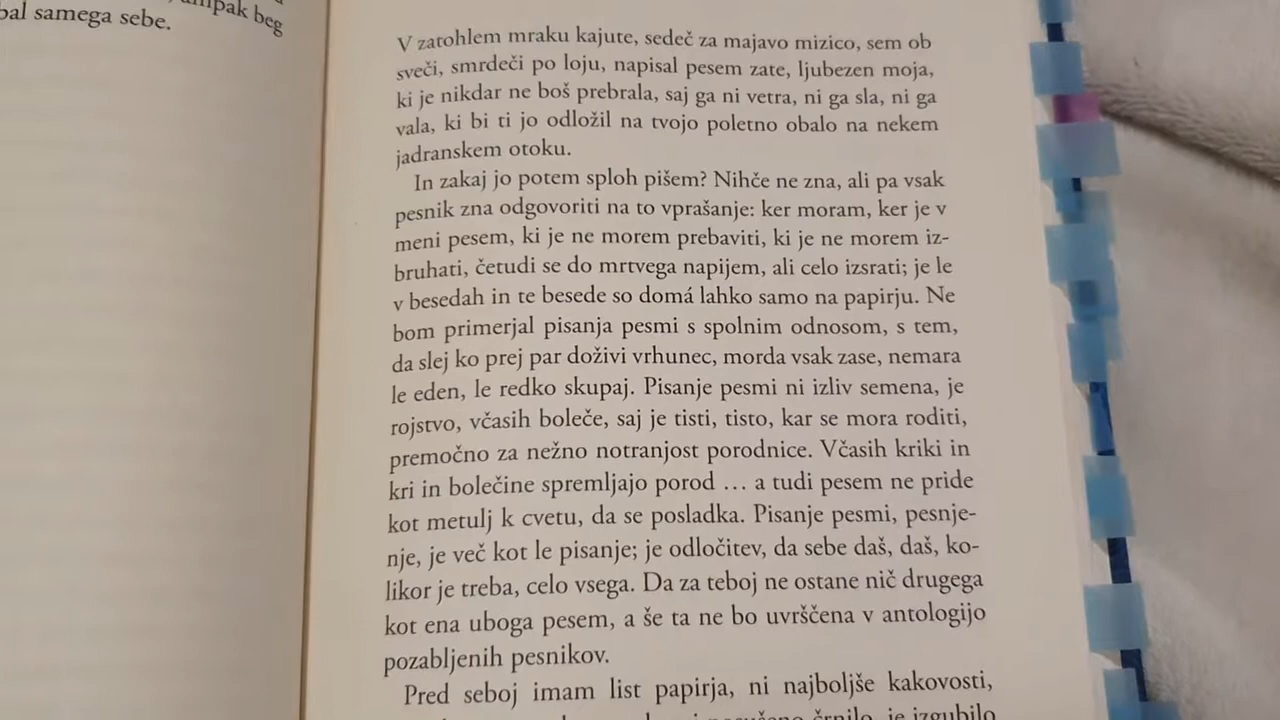 beg
samega sebe.
V zatohlem mraku kajute, sedeč za majavo mizico, sem ob
sveči, smrdeči po loju, napisal pesem zate, ljubezen moja,
ki je nikdar ne boš prebrala, saj ga ni vetra, ni ga sla, ni ga
vala, ki bi ti jo odložil na tvojo poletno obalo na nekem
jadranskem otoku.
In zakaj jo potem sploh pišem? Nihče ne zna, ali pa vsak
pesnik zna odgovoriti na to vprašanje: ker moram, ker je v
meni pesem, ki je ne morem prebaviti, ki je ne morem iz-
bruhati, četudi se do mrtvega napijem, ali celo izsrati; je le
v besedah in te besede so domá lahko samo na papirju. Ne
bom primerjal pisanja pesmi s spolnim odnosom, s tem,
da slej ko prej par doživi vrhunec, morda vsak zase, nemara
le eden, le redko skupaj. Pisanje pesmi ni izliv semena, je
rojstvo, včasih boleče, saj je tisti, tisto, kar se mora roditi,
premočno za nežno notranjost porodnice. Včasih kriki in
kri in bolečine spremljajo porod … a tudi pesem ne pride
kot metulj k cvetu, da se posladka. Pisanje pesmi, pesnje-
nje, je več kot le pisanje; je odločitev, da sebe daš, daš, ko-
likor je treba, celo vsega. Da za teboj ne ostane nič drugega
kot ena uboga pesem, a še ta ne bo uvrščena v antologijo
pozabljenih pesnikov.
Pred seboj imam list papirja, ni najboljše kakovosti,
črnilo, je izgubilo